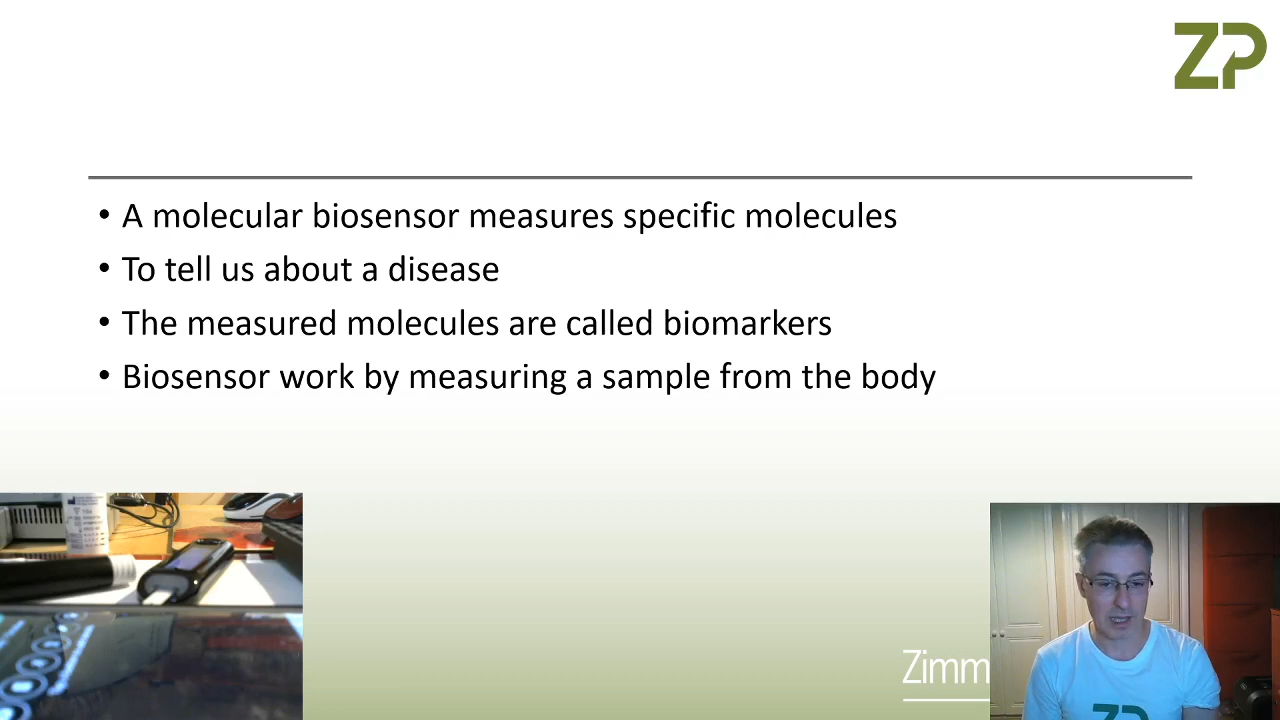 ZP
• A molecular biosensor measures specific molecules
• To tell us about a disease
• The measured molecules are called biomarkers
• Biosensor work by measuring a sample from the body
Zimm
ZP